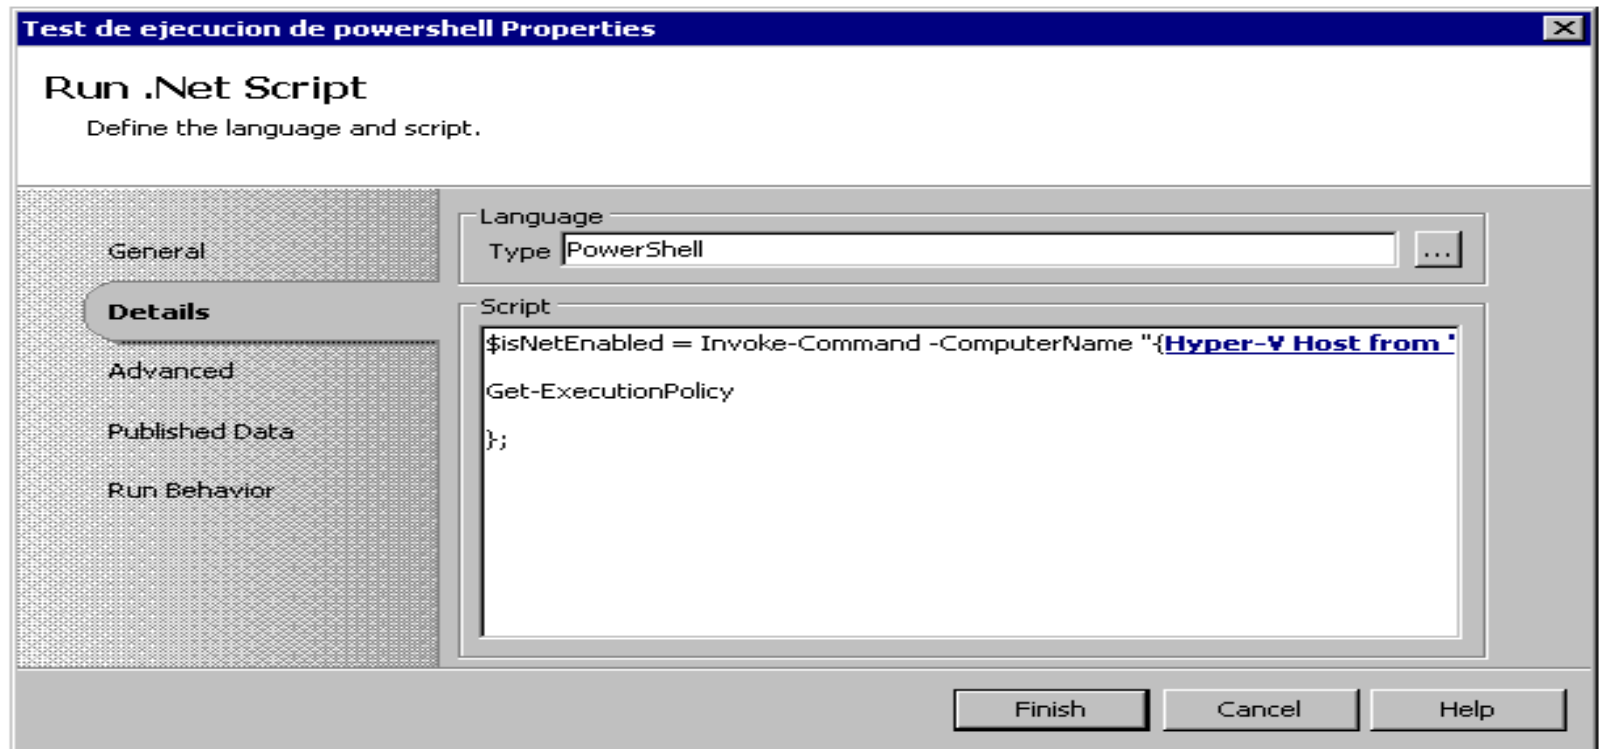 Test de ejecucion de powershell Properties
Run .Net Script
Define the language and script.
General
Details
Advanced
Published Data
Run Behavior
Language
Type PowerShell ...
Script
$isNetEnabled = Invoke-Command -ComputerName "{Hyper-V Host from '
Get-ExecutionPolicy
};
Finish Cancel Help